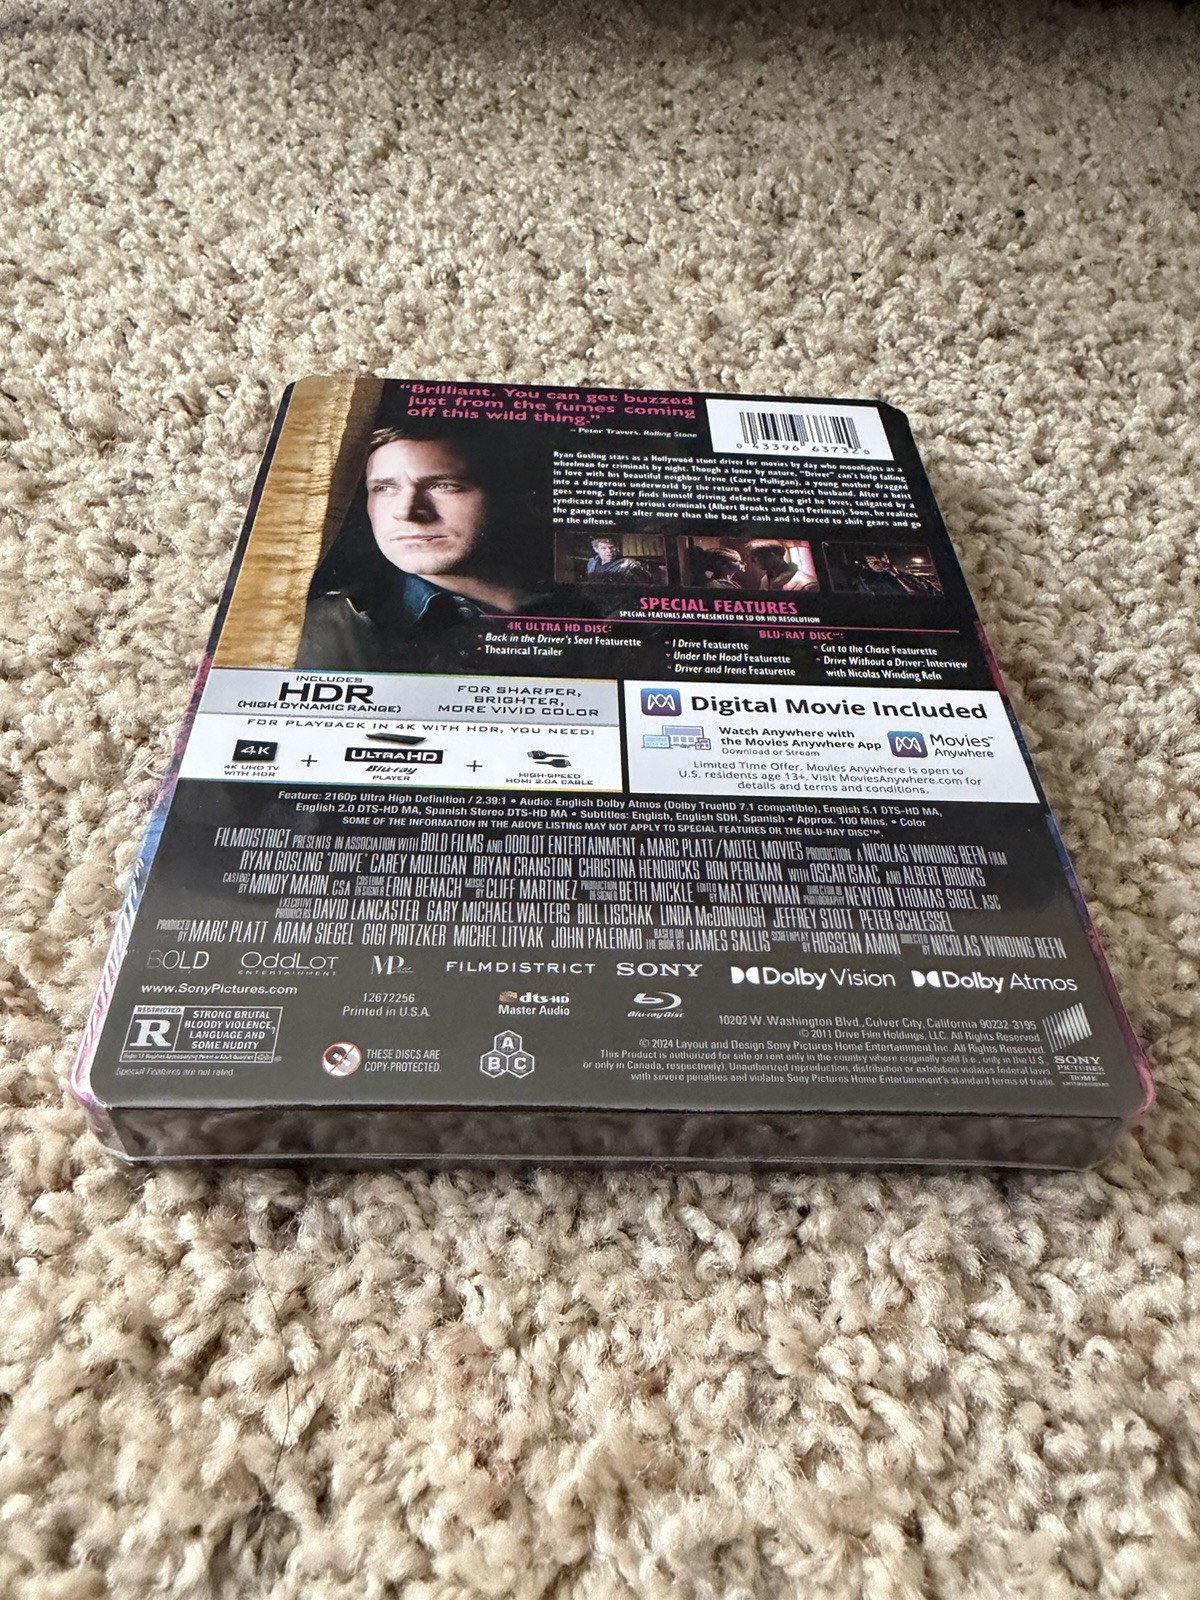 “Brilliant. You can get buzzed
just from the fumes coming
off this wild thing.”
– Peter Travers, Rolling Stone
0 43396 63732 0
Ryan Gosling stars as a Hollywood stunt driver for movies by day who moonlights as a
wheelman for criminals by night. Though a loner by nature, “Driver” can't help falling
in love with his beautiful neighbor Irene (Carey Mulligan), a young mother dragged
into a dangerous underworld by the return of her ex-convict husband. After a heist
goes wrong, Driver finds himself driving defense for the girl he loves, tailgated by a
syndicate of deadly serious criminals (Albert Brooks and Ron Perlman). Soon, he realizes
the gangsters are after more than the bag of cash and is forced to shift gears and go
on the offense.
SPECIAL FEATURES
SPECIAL FEATURES ARE PRESENTED IN SD OR HD RESOLUTION
4K ULTRA HD DISC:
• Back in the Driver's Seat Featurette
• Theatrical Trailer
BLU-RAY DISC™:
• I Drive Featurette
• Under the Hood Featurette
• Driver and Irene Featurette
• Cut to the Chase Featurette
• Drive Without a Driver: Interview
with Nicolas Winding Refn
INCLUDES
HDR
(HIGH DYNAMIC RANGE)
FOR SHARPER,
BRIGHTER,
MORE VIVID COLOR
FOR PLAYBACK IN 4K WITH HDR, YOU NEED:
4K
4K UHD TV
WITH HDR
+
ULTRA HD
Blu-ray
PLAYER
+
HIGH-SPEED
HDMI 2.0A CABLE
Digital Movie Included
Watch Anywhere with
the Movies Anywhere App
Download or Stream
Movies™
Anywhere
Limited Time Offer. Movies Anywhere is open to
U.S. residents age 13+. Visit MoviesAnywhere.com for
details and terms and conditions.
Feature: 2160p Ultra High Definition / 2.39:1 • Audio: English Dolby Atmos (Dolby TrueHD 7.1 compatible), English 5.1 DTS-HD MA,
English 2.0 DTS-HD MA, Spanish Stereo DTS-HD MA • Subtitles: English, English SDH, Spanish • Approx. 100 Mins. • Color
SOME OF THE INFORMATION IN THE ABOVE LISTING MAY NOT APPLY TO SPECIAL FEATURES OR THE BLU-RAY DISC™.
FILMDISTRICT PRESENTS IN ASSOCIATION WITH BOLD FILMS AND ODDLOT ENTERTAINMENT A MARC PLATT/MOTEL MOVIES PRODUCTION A NICOLAS WINDING REFN FILM
RYAN GOSLING "DRIVE" CAREY MULLIGAN BRYAN CRANSTON CHRISTINA HENDRICKS RON PERLMAN WITH OSCAR ISAAC AND ALBERT BROOKS
CASTING BY MINDY MARIN, CSA COSTUME DESIGNER ERIN BENACH MUSIC BY CLIFF MARTINEZ PRODUCTION DESIGNER BETH MICKLE EDITED BY MAT NEWMAN DIRECTOR OF PHOTOGRAPHY NEWTON THOMAS SIGEL, ASC
EXECUTIVE PRODUCERS DAVID LANCASTER GARY MICHAEL WALTERS BILL LISCHAK LINDA McDONOUGH JEFFREY STOTT PETER SCHLESSEL
PRODUCED BY MARC PLATT ADAM SIEGEL GIGI PRITZKER MICHEL LITVAK JOHN PALERMO BASED ON THE BOOK BY JAMES SALLIS SCREENPLAY BY HOSSEIN AMINI DIRECTED BY NICOLAS WINDING REFN
BOLD
OddLot
ENTERTAINMENT
MP
FILMDISTRICT
SONY
Dolby Vision
Dolby Atmos
www.SonyPictures.com
12672256
Printed in U.S.A.
dts-HD
Master Audio
Blu-ray Disc
RESTRICTED
R
STRONG BRUTAL
BLOODY VIOLENCE,
LANGUAGE AND
SOME NUDITY
Under 17 Requires Accompanying Parent or Adult Guardian
Special Features are not rated.
THESE DISCS ARE
COPY-PROTECTED.
A
B C
10202 W. Washington Blvd., Culver City, California 90232-3195
© 2011 Drive Film Holdings, LLC. All Rights Reserved.
© 2024 Layout and Design Sony Pictures Home Entertainment Inc. All Rights Reserved.
This Product is authorized for sale or rent only in the country where originally sold (i.e., only in the U.S.
or only in Canada, respectively). Unauthorized reproduction, distribution or exhibition violates federal laws
with severe penalties and violates Sony Pictures Home Entertainment's standard terms of trade.
SONY
PICTURES
HOME
ENTERTAINMENT